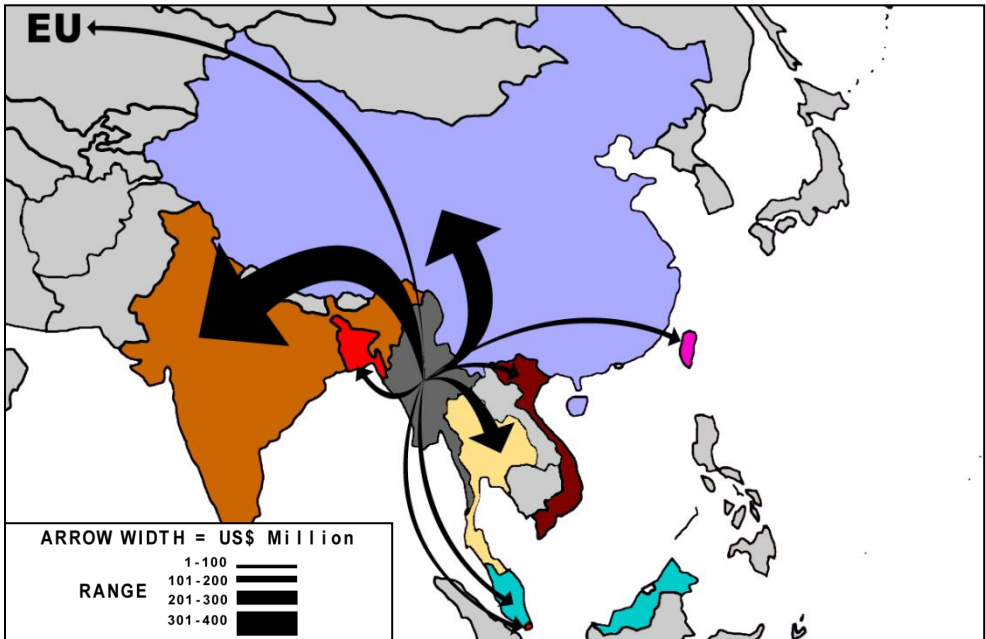 EU
ARROW WIDTH = US$ Million
RANGE
1-100
101-200
201-300
301-400